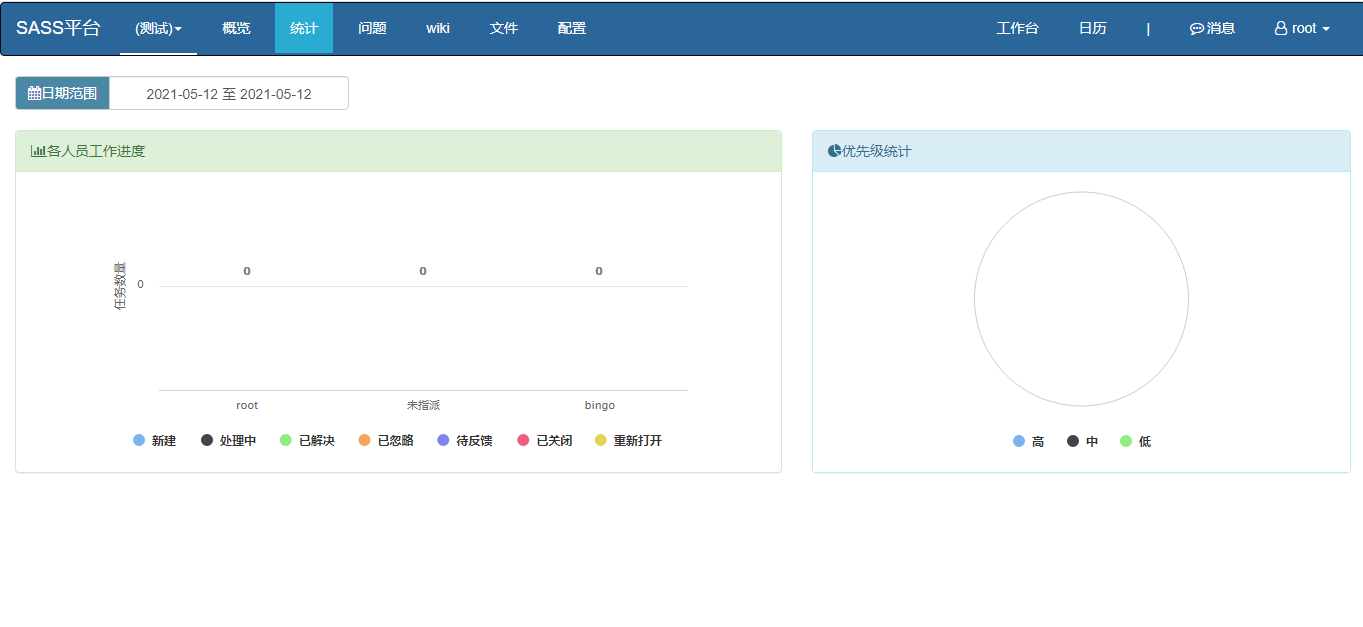 SASS平台 (测试) 概览 统计 问题 wiki 文件 配置 工作台 日历 | 消息 root
日期范围 2021-05-12 至 2021-05-12
各人员工作进度
任务数量
0
0 0 0
root 未指派 bingo
新建 处理中 已解决 已忽略 待反馈 已关闭 重新打开
优先级统计
高 中 低